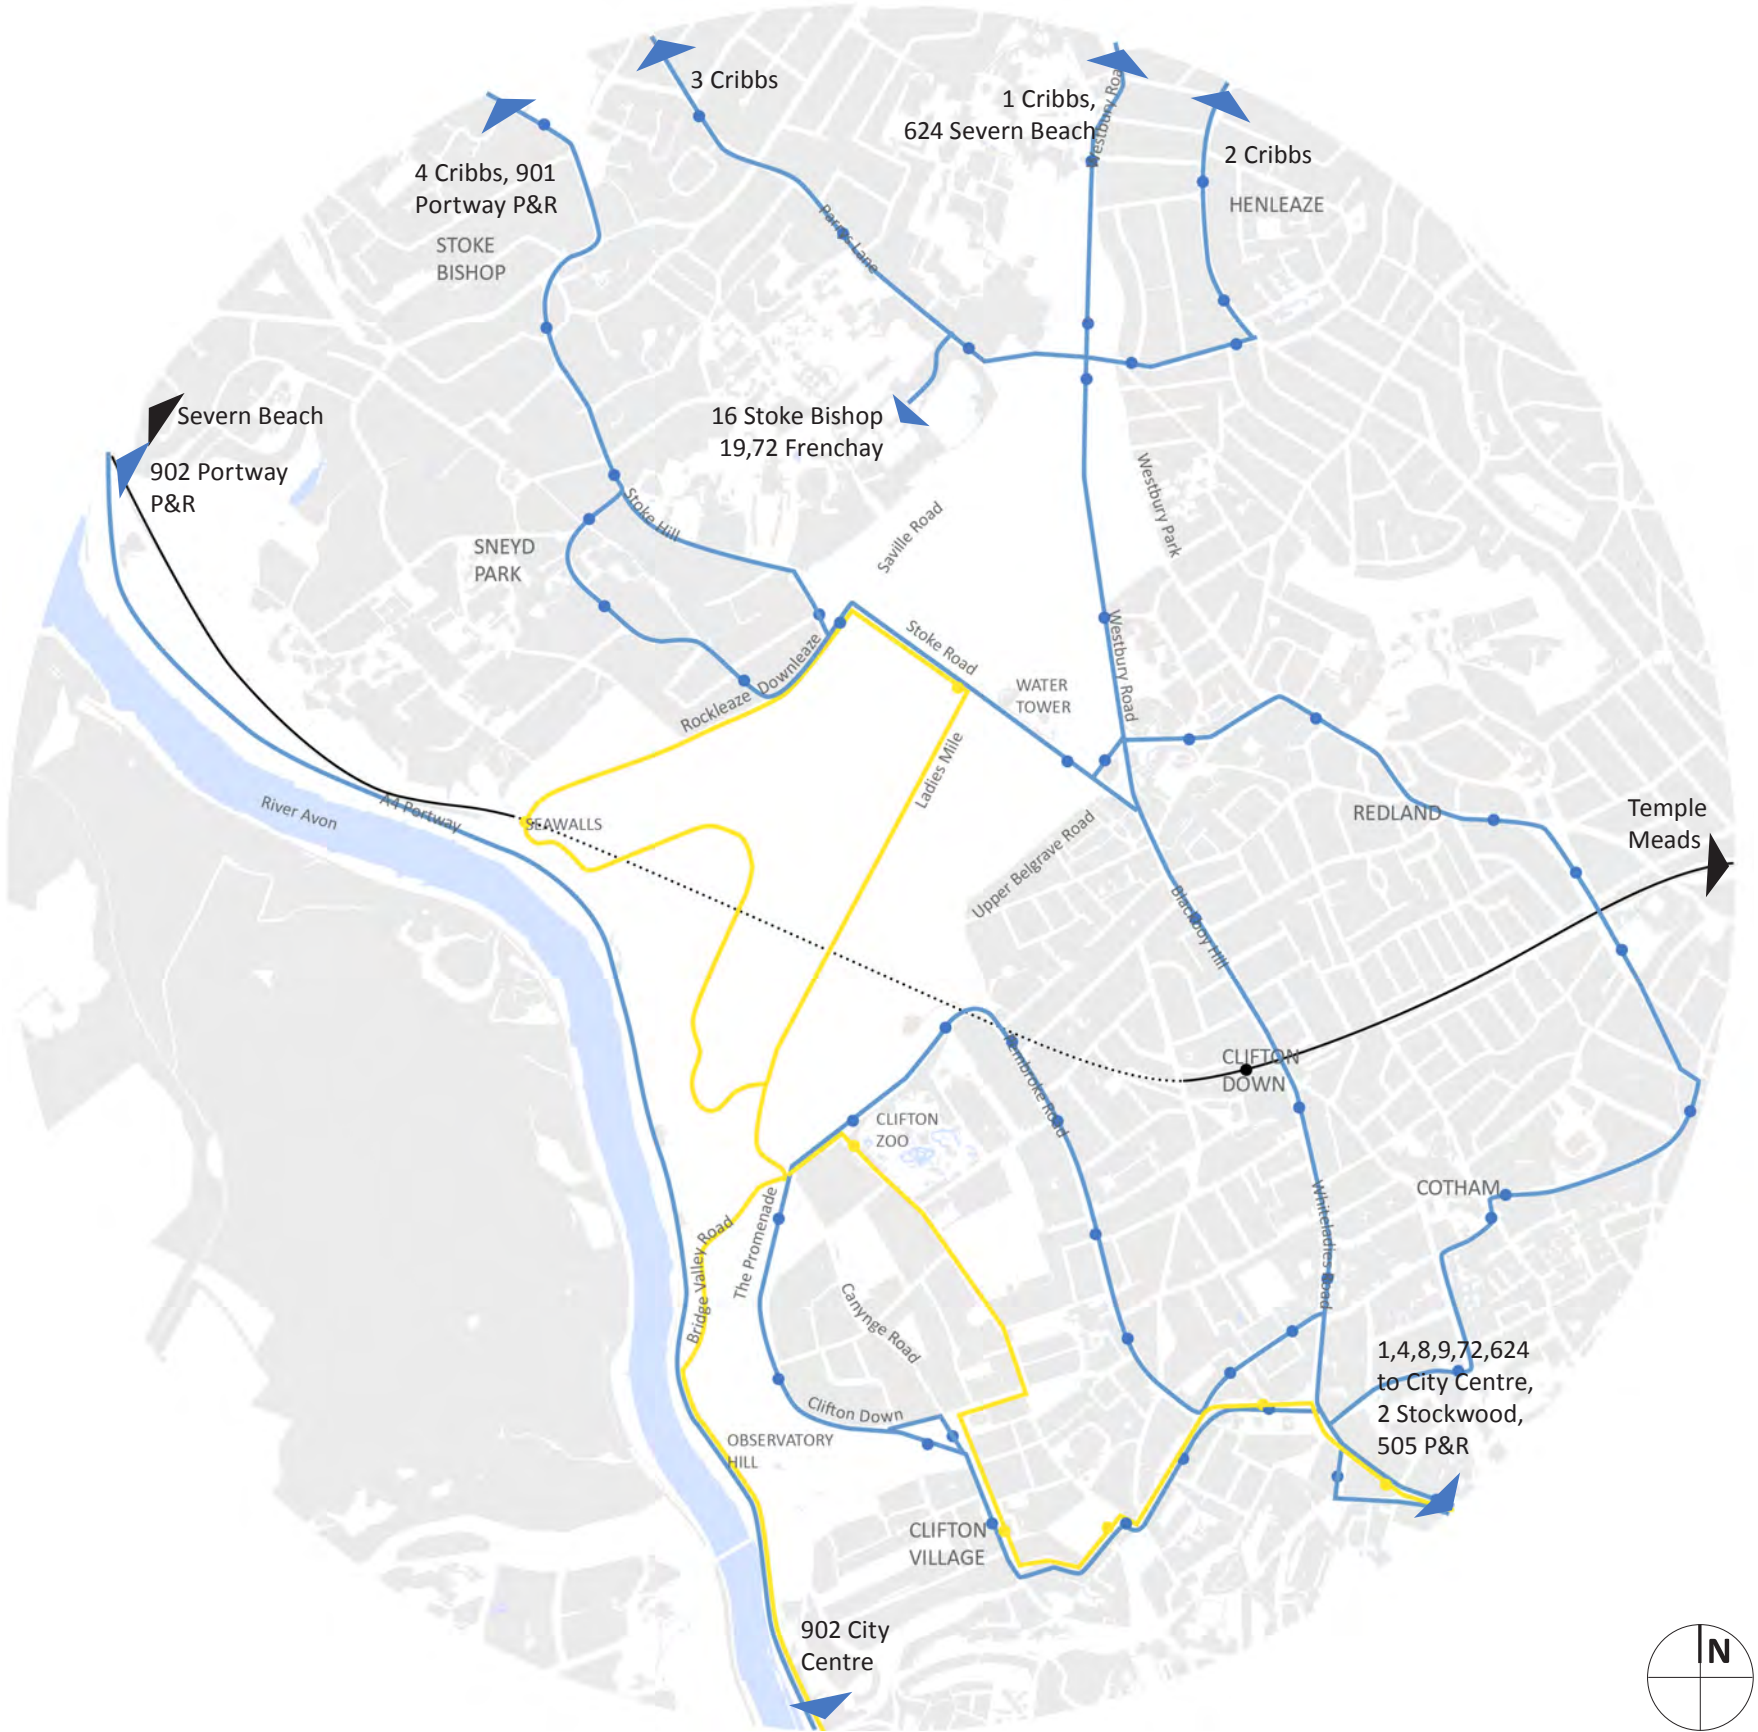 3 Cribbs
1 Cribbs,
624 Severn Beach
Westbury Road
2 Cribbs
HENLEAZE
4 Cribbs, 901
Portway P&R
STOKE
BISHOP
Parrys Lane
Severn Beach
902 Portway
P&R
16 Stoke Bishop
19,72 Frenchay
Westbury Park
Saville Road
Stoke Hill
SNEYD
PARK
Stoke Road
Westbury Road
Rockleaze Downleaze
WATER
TOWER
Ladies Mile
River Avon
A4 Portway
SEAWALLS
Upper Belgrave Road
REDLAND
Temple
Meads
Blackboy Hill
Pembroke Road
CLIFTON
DOWN
CLIFTON
ZOO
COTHAM
Whiteladies Road
The Promenade
Bridge Valley Road
Canynge Road
1,4,8,9,72,624
to City Centre,
2 Stockwood,
505 P&R
Clifton Down
OBSERVATORY
HILL
CLIFTON
VILLAGE
902 City
Centre
N